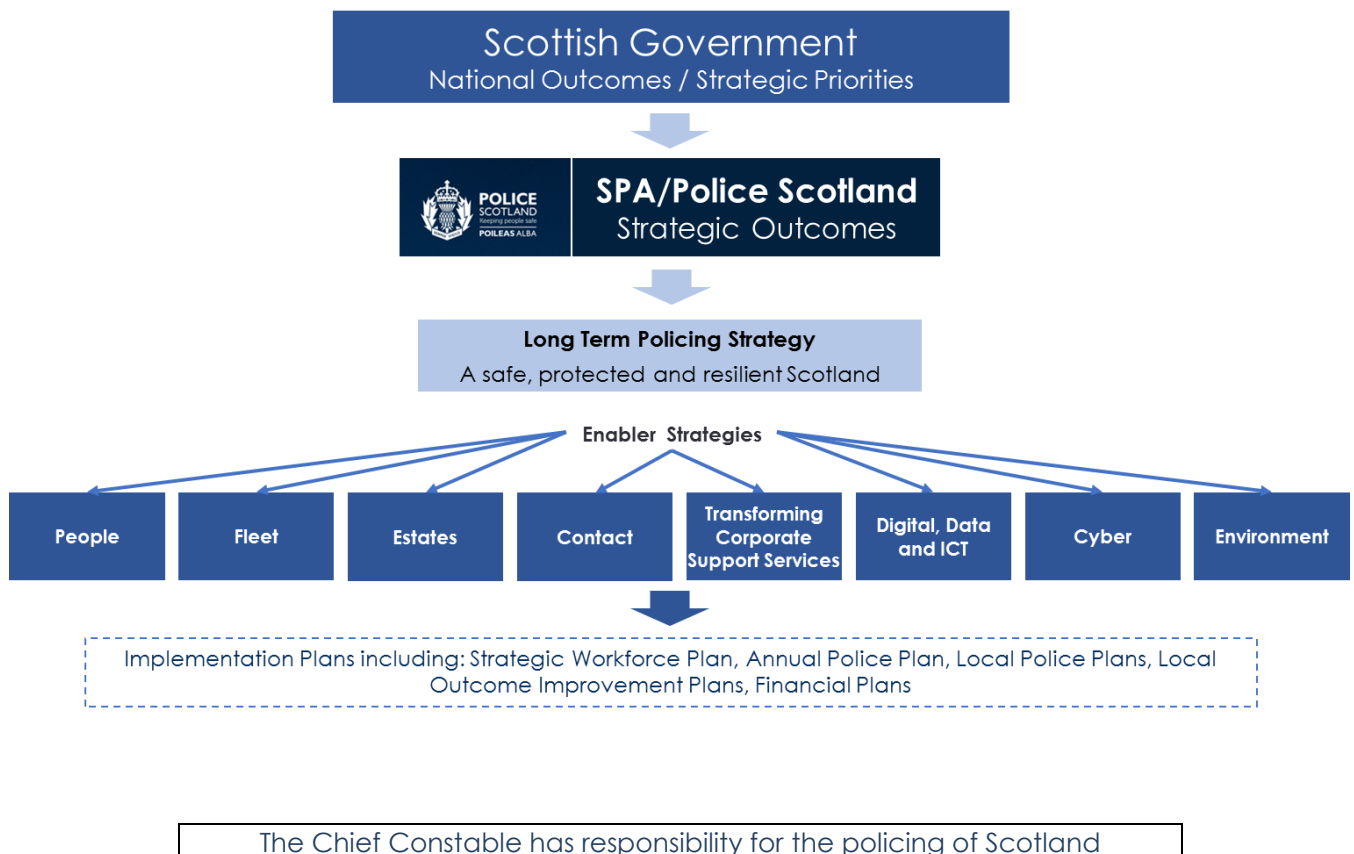 Scottish Government
National Outcomes / Strategic Priorities
POLICE
SCOTLAND
Keeping people safe
POILEAS ALBA
SPA/Police Scotland
Strategic Outcomes
Long Term Policing Strategy
A safe, protected and resilient Scotland
Enabler Strategies
People
Fleet
Estates
Contact
Transforming
Corporate
Support Services
Digital, Data
and ICT
Cyber
Environment
Implementation Plans including: Strategic Workforce Plan, Annual Police Plan, Local Police Plans, Local
Outcome Improvement Plans, Financial Plans
The Chief Constable has responsibility for the policing of Scotland